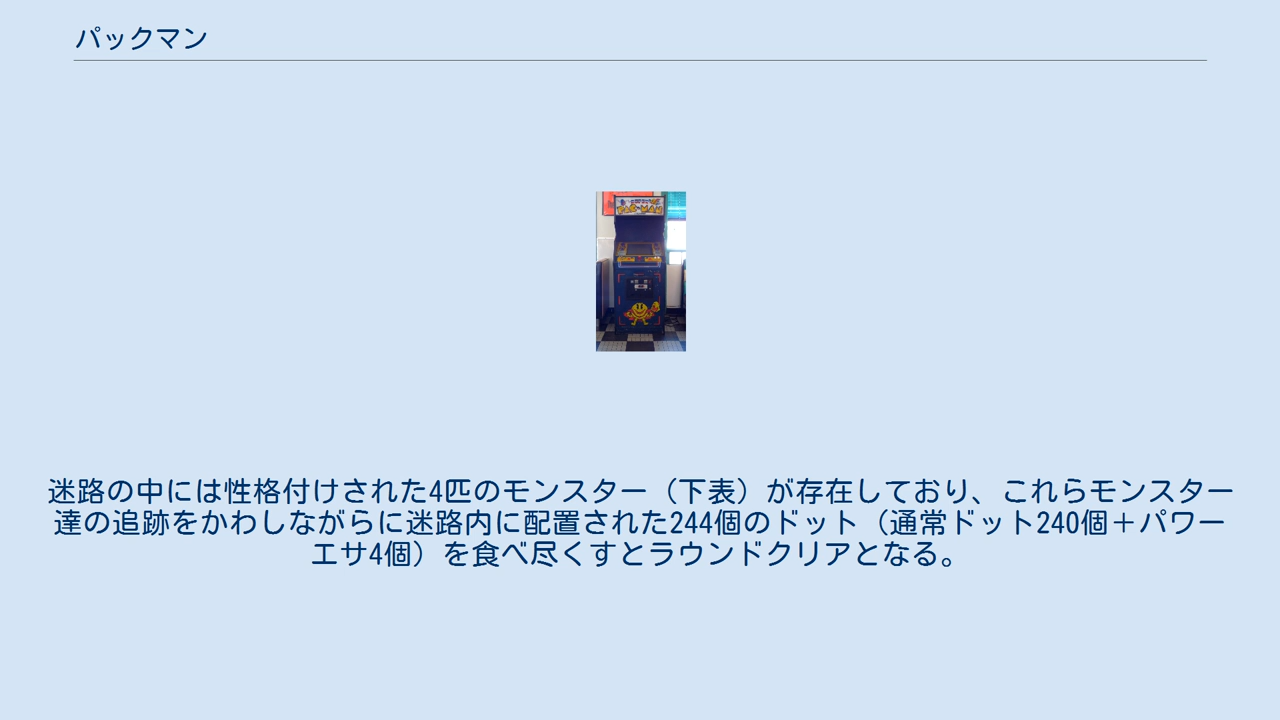 パックマン
PAC-MAN
迷路の中には性格付けされた4匹のモンスター（下表）が存在しており、これらモンスター
達の追跡をかわしながらに迷路内に配置された244個のドット（通常ドット240個＋パワー
エサ4個）を食べ尽くすとラウンドクリアとなる。